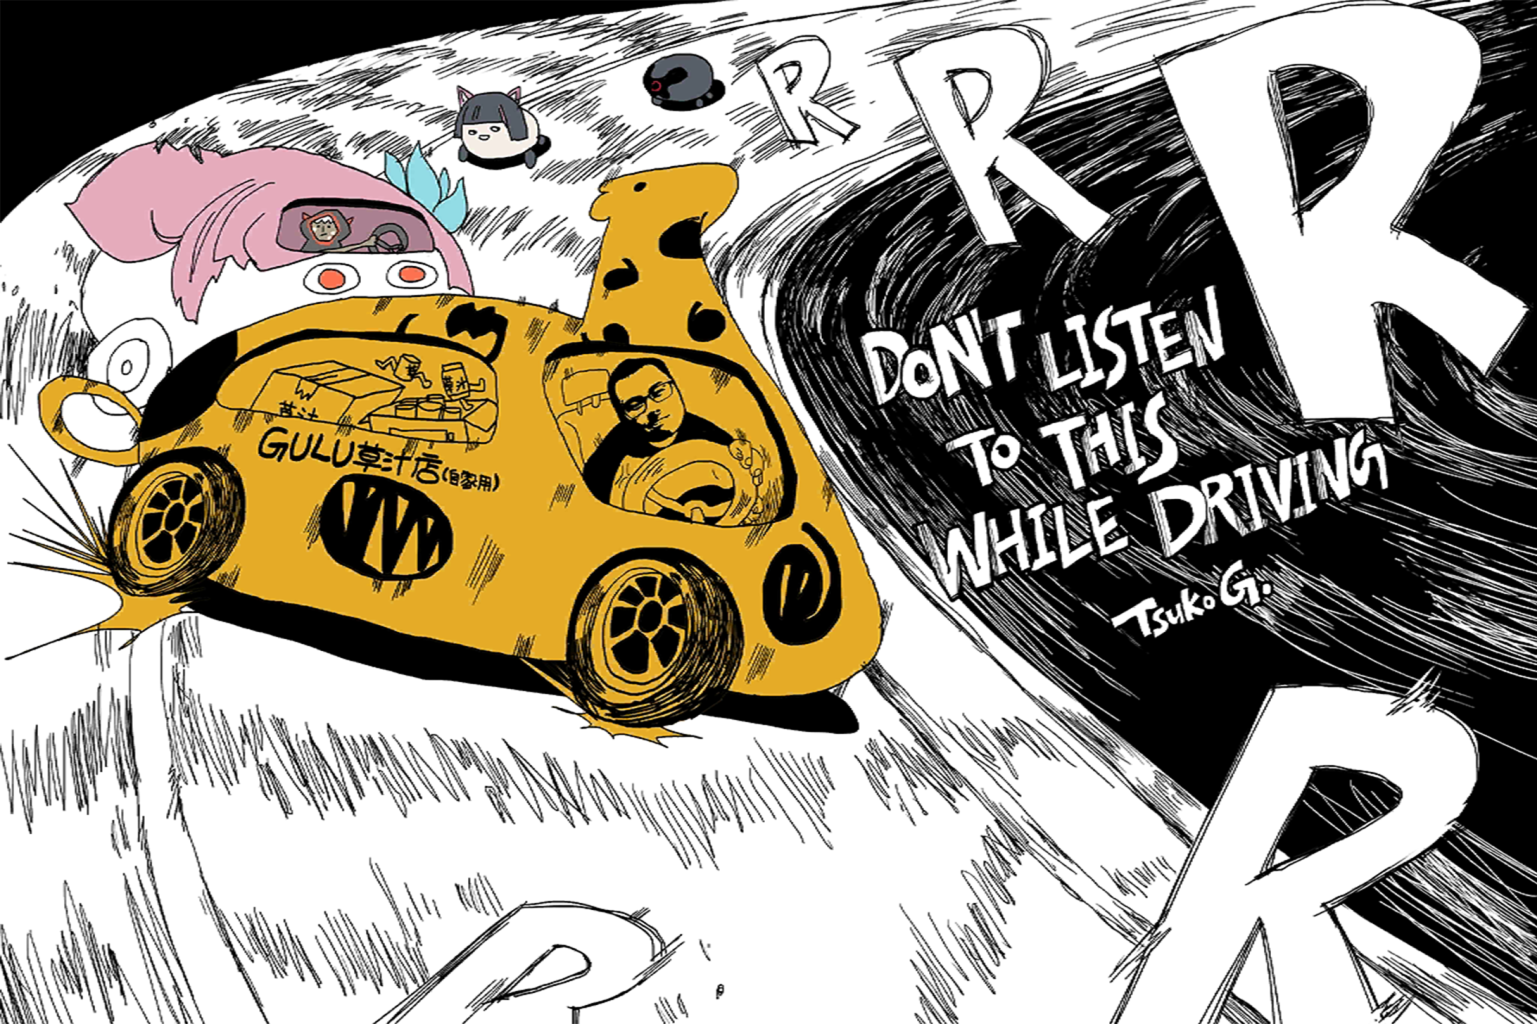 R R R
DON'T LISTEN
TO THIS
WHILE DRIVING
TSUKO G.
草汁
GULU草汁店(自家用)
R
R